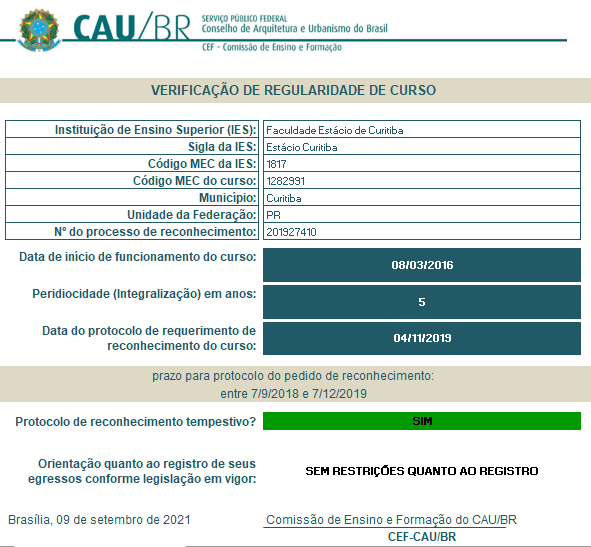 CAU/BR
SERVIÇO PÚBLICO FEDERAL
Conselho de Arquitetura e Urbanismo do Brasil
CEF - Comissão de Ensino e Formação
VERIFICAÇÃO DE REGULARIDADE DE CURSO
Instituição de Ensino Superior (IES): Faculdade Estácio de Curitiba
Sigla da IES: Estácio Curitiba
Código MEC da IES: 1817
Código MEC do curso: 1282991
Município: Curitiba
Unidade da Federação: PR
Nº do processo de reconhecimento: 201927410
Data de início de funcionamento do curso: 08/03/2016
Peridiocidade (Integralização) em anos: 5
Data do protocolo de requerimento de
reconhecimento do curso: 04/11/2019
prazo para protocolo do pedido de reconhecimento:
entre 7/9/2018 e 7/12/2019
Protocolo de reconhecimento tempestivo? SIM
Orientação quanto ao registro de seus
egressos conforme legislação em vigor: SEM RESTRIÇÕES QUANTO AO REGISTRO
Brasília, 09 de setembro de 2021 Comissão de Ensino e Formação do CAU/BR
CEF-CAU/BR